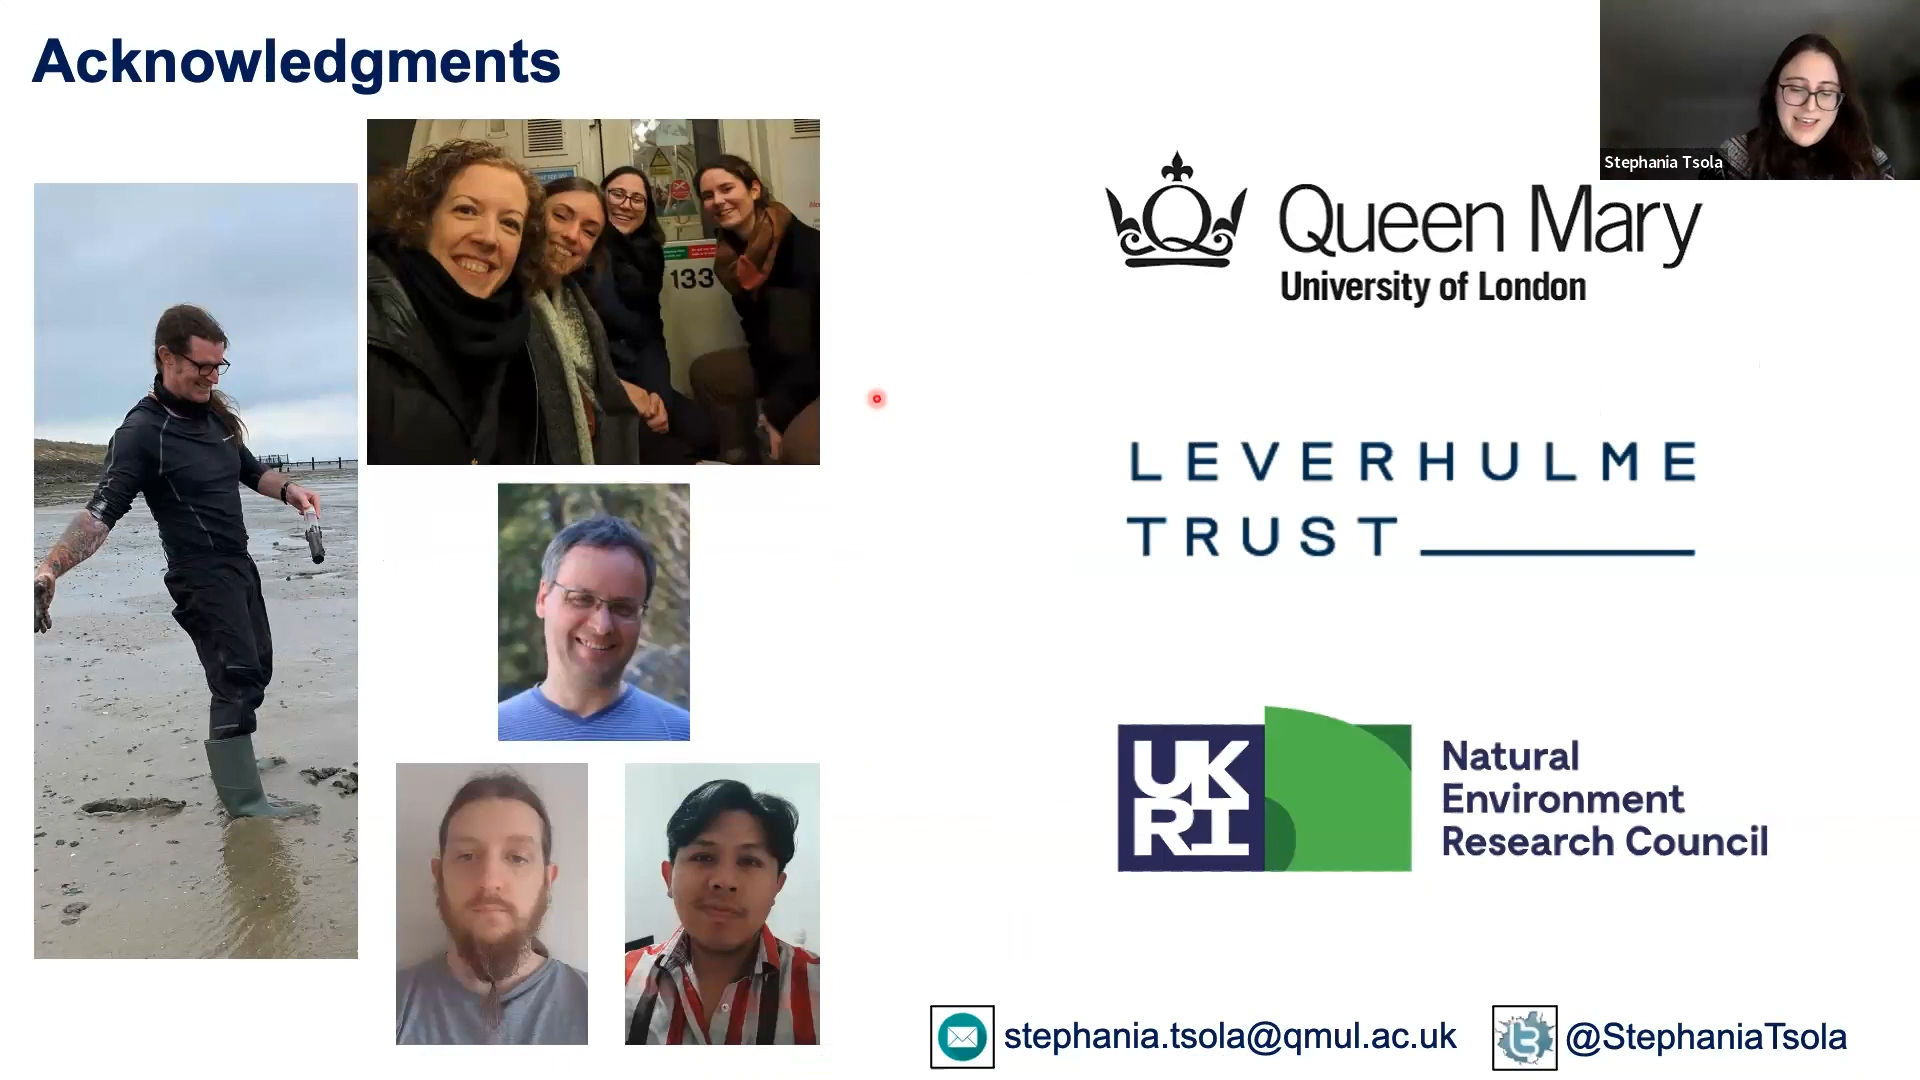 Acknowledgments
Stephania Tsola
133
Queen Mary
University of London
LEVERHULME
TRUST
UK
RI
Natural
Environment
Research Council
stephania.tsola@qmul.ac.uk
@StephaniaTsola